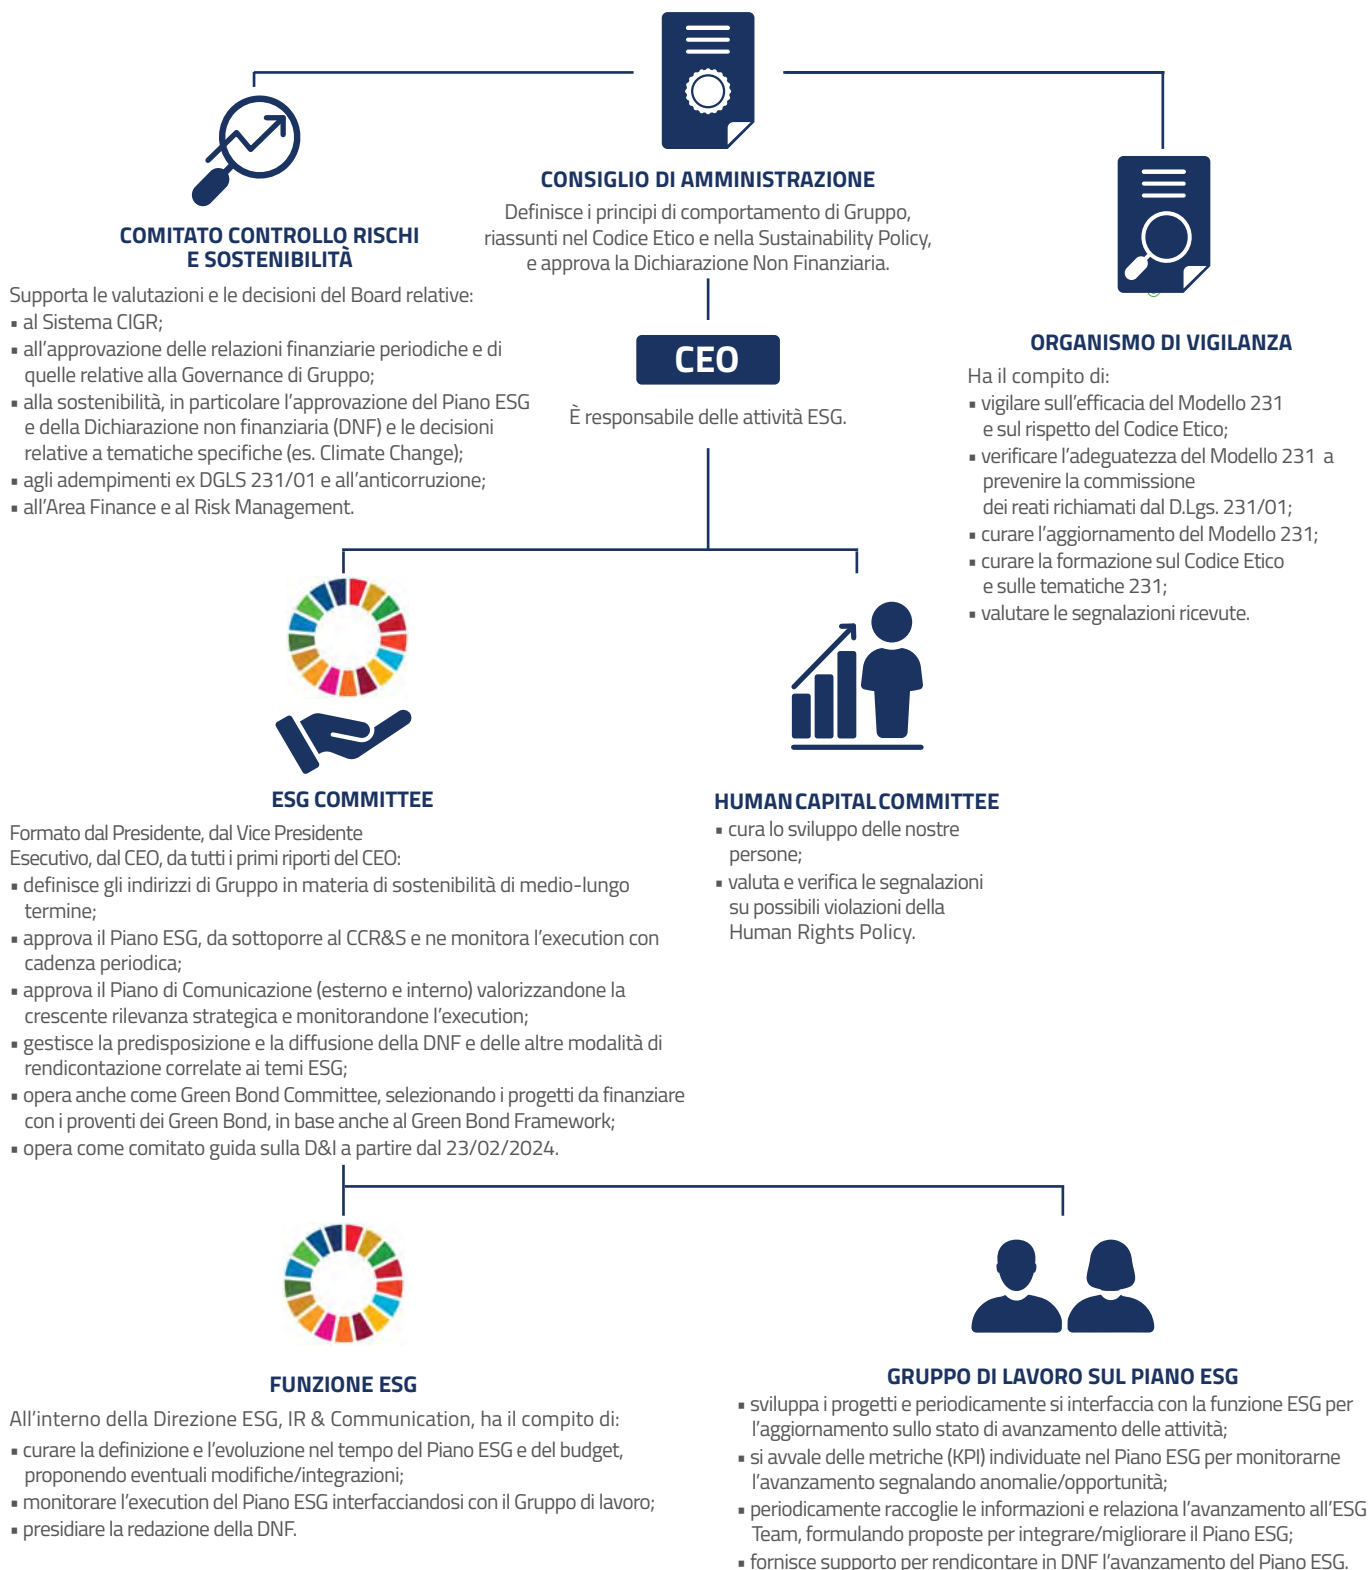 CONSIGLIO DI AMMINISTRAZIONE
Definisce i principi di comportamento di Gruppo,
riassunti nel Codice Etico e nella Sustainability Policy,
e approva la Dichiarazione Non Finanziaria.
COMITATO CONTROLLO RISCHI
E SOSTENIBILITÀ
Supporta le valutazioni e le decisioni del Board relative:
▪ al Sistema CIGR;
▪ all’approvazione delle relazioni finanziarie periodiche e di
quelle relative alla Governance di Gruppo;
▪ alla sostenibilità, in particolare l’approvazione del Piano ESG
e della Dichiarazione non finanziaria (DNF) e le decisioni
relative a tematiche specifiche (es. Climate Change);
▪ agli adempimenti ex DGLS 231/01 e all’anticorruzione;
▪ all’Area Finance e al Risk Management.
CEO
È responsabile delle attività ESG.
ORGANISMO DI VIGILANZA
Ha il compito di:
▪ vigilare sull’efficacia del Modello 231
e sul rispetto del Codice Etico;
▪ verificare l’adeguatezza del Modello 231 a
prevenire la commissione
dei reati richiamati dal D.Lgs. 231/01;
▪ curare l’aggiornamento del Modello 231;
▪ curare la formazione sul Codice Etico
e sulle tematiche 231;
▪ valutare le segnalazioni ricevute.
ESG COMMITTEE
Formato dal Presidente, dal Vice Presidente
Esecutivo, dal CEO, da tutti i primi riporti del CEO:
▪ definisce gli indirizzi di Gruppo in materia di sostenibilità di medio-lungo
termine;
▪ approva il Piano ESG, da sottoporre al CCR&S e ne monitora l’execution con
cadenza periodica;
▪ approva il Piano di Comunicazione (esterno e interno) valorizzandone la
crescente rilevanza strategica e monitorandone l’execution;
▪ gestisce la predisposizione e la diffusione della DNF e delle altre modalità di
rendicontazione correlate ai temi ESG;
▪ opera anche come Green Bond Committee, selezionando i progetti da finanziare
con i proventi dei Green Bond, in base anche al Green Bond Framework;
▪ opera come comitato guida sulla D&I a partire dal 23/02/2024.
HUMAN CAPITAL COMMITTEE
▪ cura lo sviluppo delle nostre
persone;
▪ valuta e verifica le segnalazioni
su possibili violazioni della
Human Rights Policy.
FUNZIONE ESG
All’interno della Direzione ESG, IR & Communication, ha il compito di:
▪ curare la definizione e l’evoluzione nel tempo del Piano ESG e del budget,
proponendo eventuali modifiche/integrazioni;
▪ monitorare l’execution del Piano ESG interfacciandosi con il Gruppo di lavoro;
▪ presidiare la redazione della DNF.
GRUPPO DI LAVORO SUL PIANO ESG
▪ sviluppa i progetti e periodicamente si interfaccia con la funzione ESG per
l’aggiornamento sullo stato di avanzamento delle attività;
▪ si avvale delle metriche (KPI) individuate nel Piano ESG per monitorarne
l’avanzamento segnalando anomalie/opportunità;
▪ periodicamente raccoglie le informazioni e relaziona l’avanzamento all’ESG
Team, formulando proposte per integrare/migliorare il Piano ESG;
▪ fornisce supporto per rendicontare in DNF l’avanzamento del Piano ESG.